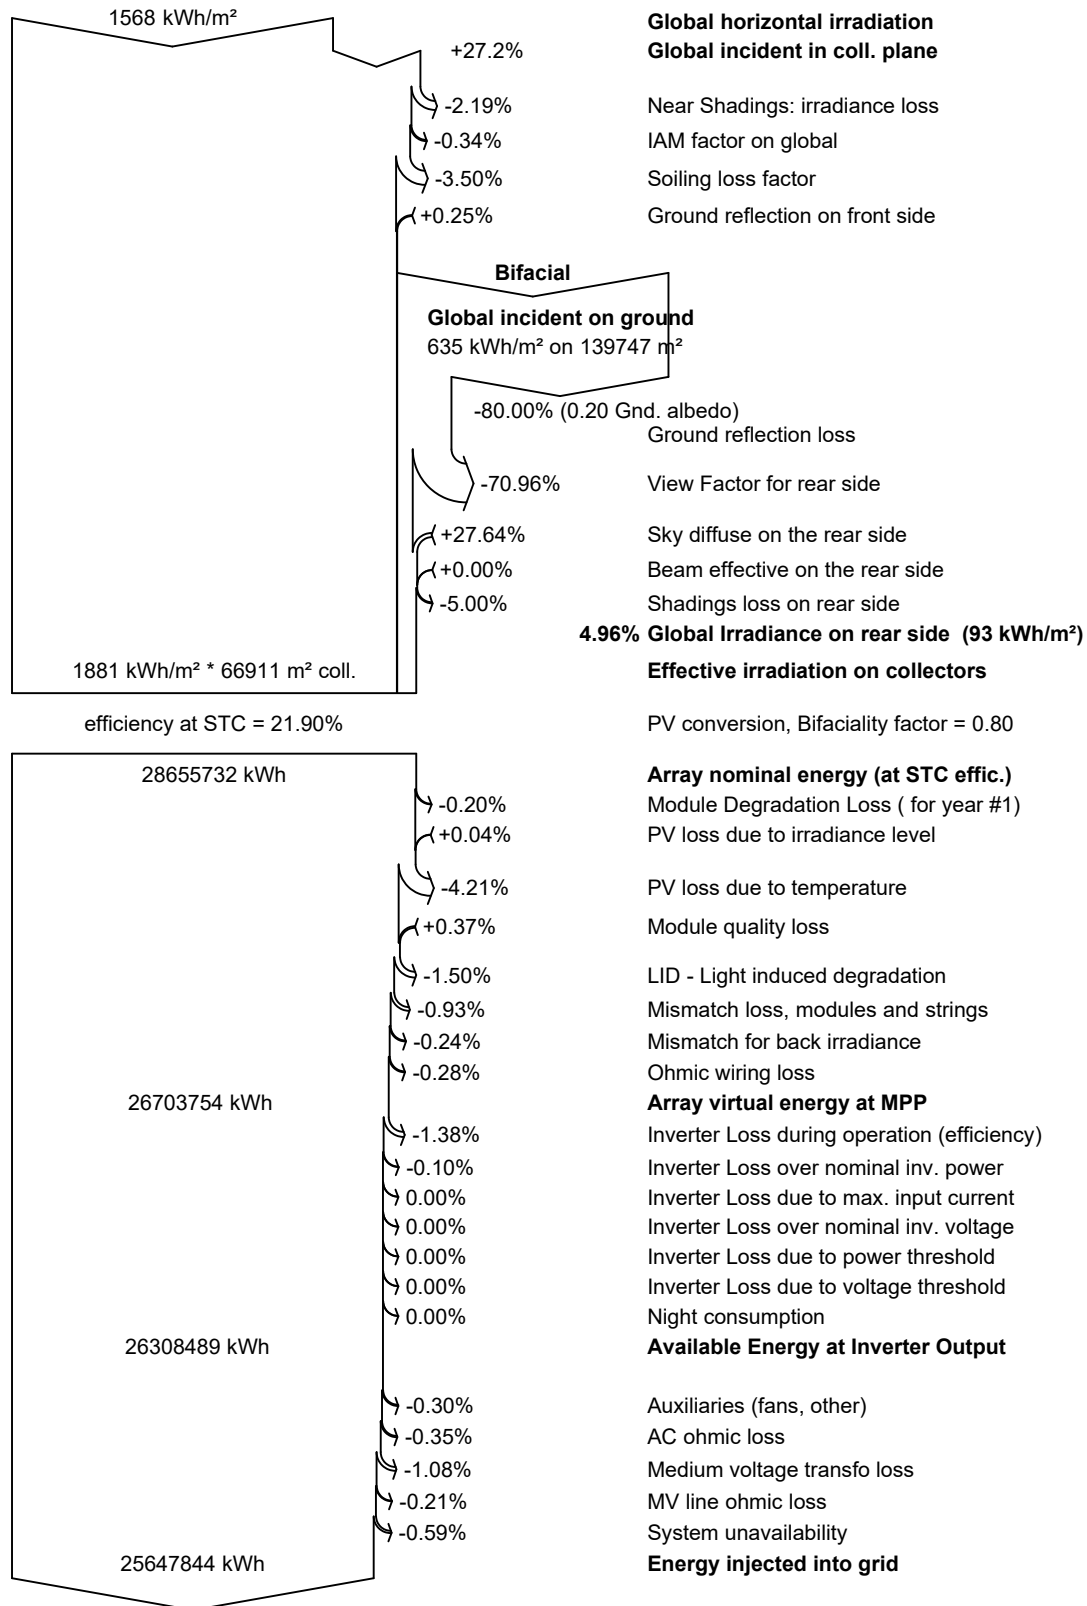 1568 kWh/m² Global horizontal irradiation
+27.2% Global incident in coll. plane
-2.19% Near Shadings: irradiance loss
-0.34% IAM factor on global
-3.50% Soiling loss factor
+0.25% Ground reflection on front side
Bifacial
Global incident on ground
635 kWh/m² on 139747 m²
-80.00% (0.20 Gnd. albedo)
Ground reflection loss
-70.96% View Factor for rear side
+27.64% Sky diffuse on the rear side
+0.00% Beam effective on the rear side
-5.00% Shadings loss on rear side
4.96% Global Irradiance on rear side (93 kWh/m²)
1881 kWh/m² * 66911 m² coll. Effective irradiation on collectors
efficiency at STC = 21.90% PV conversion, Bifaciality factor = 0.80
28655732 kWh Array nominal energy (at STC effic.)
-0.20% Module Degradation Loss ( for year #1)
+0.04% PV loss due to irradiance level
-4.21% PV loss due to temperature
+0.37% Module quality loss
-1.50% LID - Light induced degradation
-0.93% Mismatch loss, modules and strings
-0.24% Mismatch for back irradiance
-0.28% Ohmic wiring loss
26703754 kWh Array virtual energy at MPP
-1.38% Inverter Loss during operation (efficiency)
-0.10% Inverter Loss over nominal inv. power
0.00% Inverter Loss due to max. input current
0.00% Inverter Loss over nominal inv. voltage
0.00% Inverter Loss due to power threshold
0.00% Inverter Loss due to voltage threshold
0.00% Night consumption
26308489 kWh Available Energy at Inverter Output
-0.30% Auxiliaries (fans, other)
-0.35% AC ohmic loss
-1.08% Medium voltage transfo loss
-0.21% MV line ohmic loss
-0.59% System unavailability
25647844 kWh Energy injected into grid